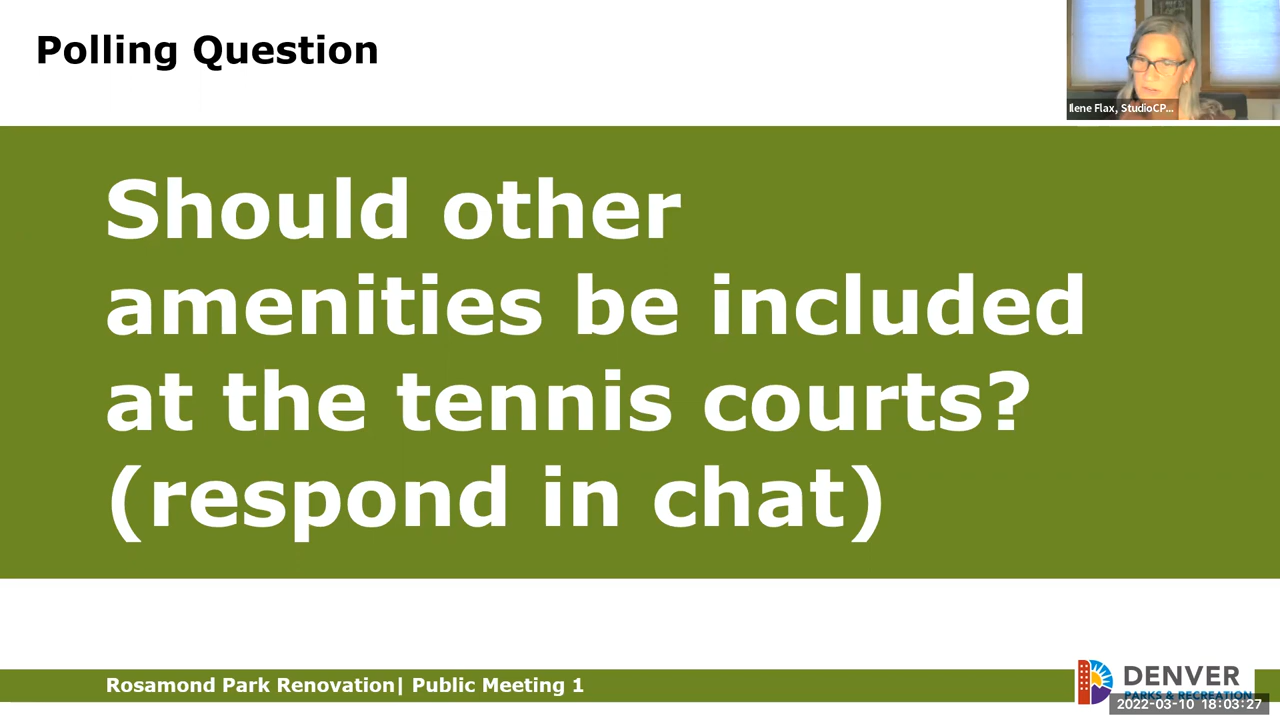 Polling Question
Ilene Flax, StudioCP...
Should other
amenities be included
at the tennis courts?
(respond in chat)
Rosamond Park Renovation| Public Meeting 1
DENVER
PARKS & RECREATION
2022-03-10 18:03:27